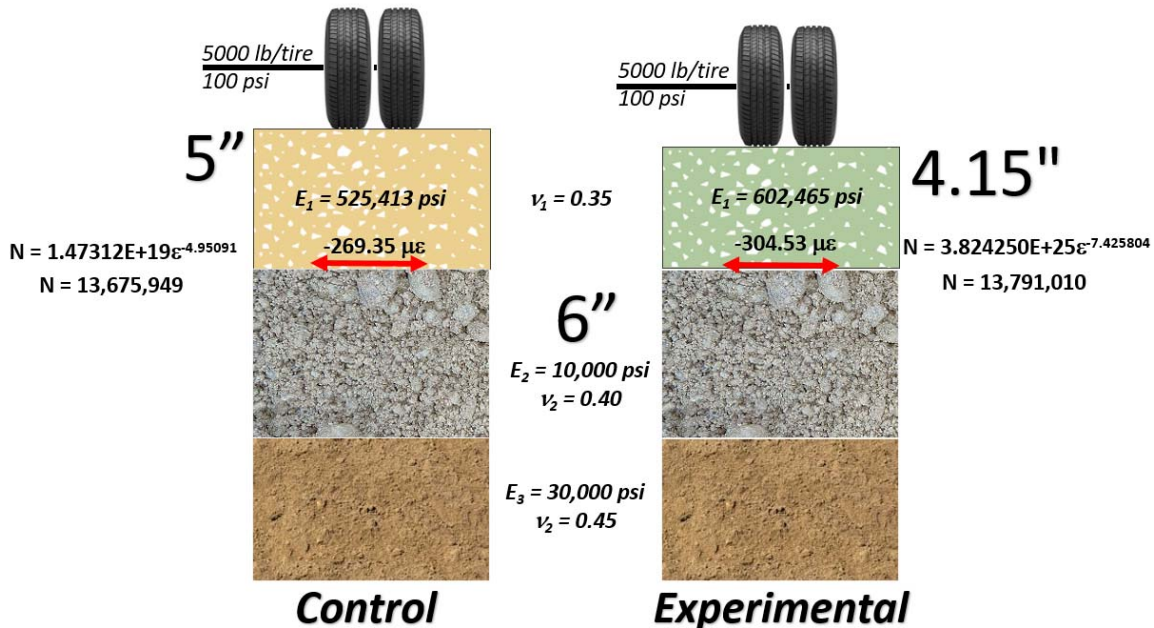 5000 lb/tire
100 psi
5000 lb/tire
100 psi
5”
4.15"
E1 = 525,413 psi
ν1 = 0.35
E1 = 602,465 psi
-269.35 µε
-304.53 µε
N = 1.47312E+19ε-4.95091
N = 3.824250E+25ε-7.425804
N = 13,675,949
N = 13,791,010
6”
E2 = 10,000 psi
ν2 = 0.40
E3 = 30,000 psi
ν2 = 0.45
Control
Experimental